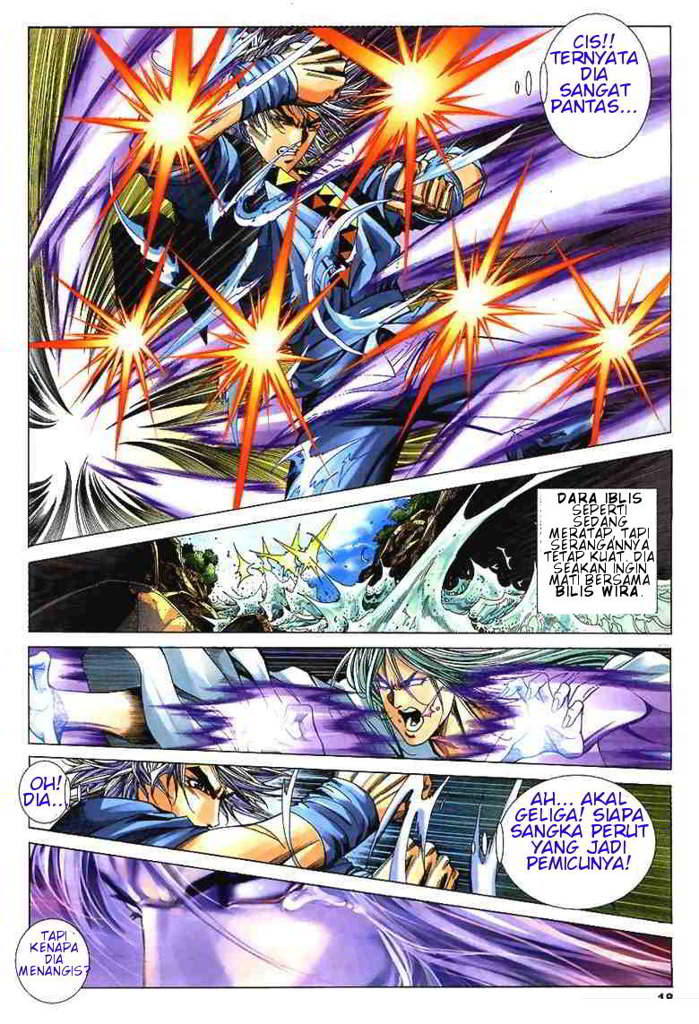 CIS!!
TERNYATA
DIA
SANGAT
PANTAS...
DARA IBLIS
SEPERTI
SEDANG
MERATAP, TAPI
SERANGANNYA
TETAP KUAT. DIA
SEAKAN INGIN
MATI BERSAMA
BILIS WIRA.
OH!
DIA...
AH... AKAL
GELIGA! SIAPA
SANGKA PERUT
YANG JADI
PEMICUNYA!
TAPI
KENAPA
DIA
MENANGIS?
18